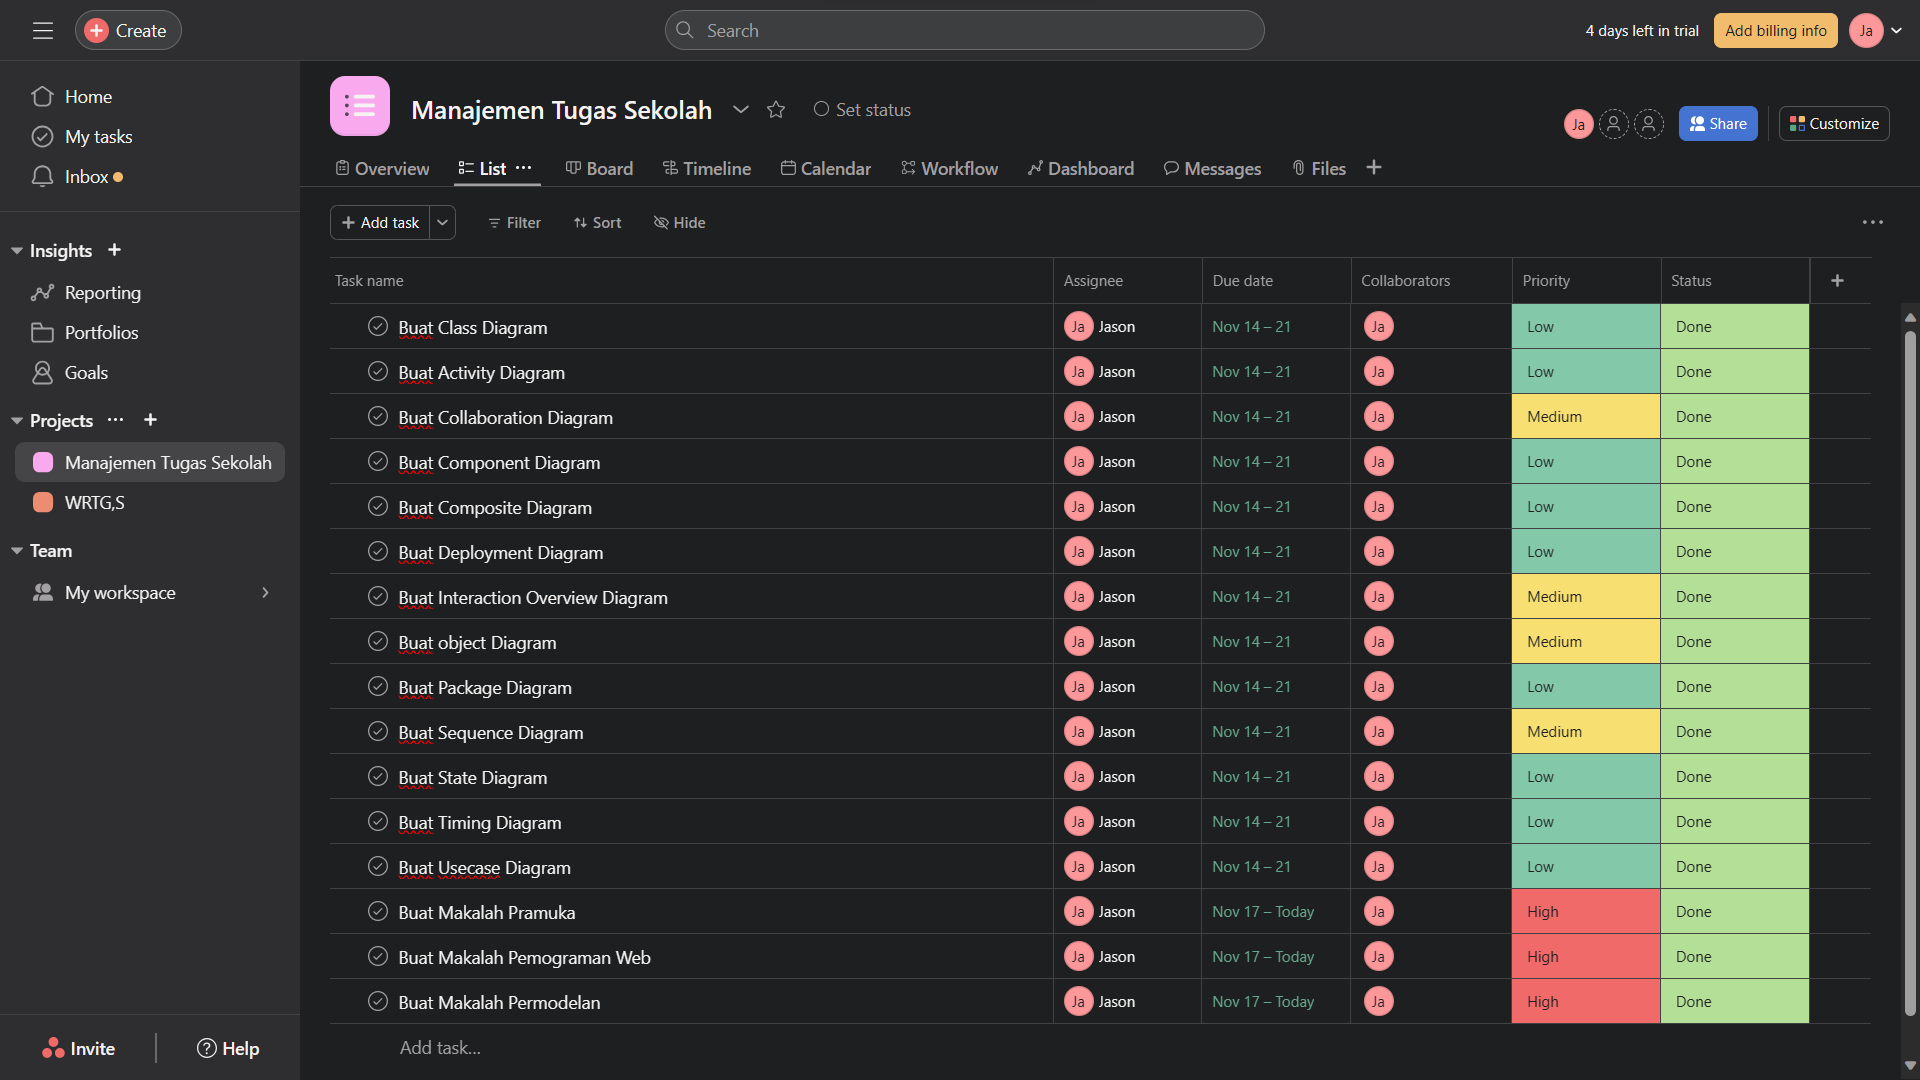 Create
Search
4 days left in trial
Add billing info
Ja
Home
My tasks
Inbox
Insights
Reporting
Portfolios
Goals
Projects
Manajemen Tugas Sekolah
WRTG,S
Team
My workspace
Invite
Help
Manajemen Tugas Sekolah
Set status
Ja
Share
Customize
Overview List Board Timeline Calendar Workflow Dashboard Messages Files
Add task Filter Sort Hide
Task name Assignee Due date Collaborators Priority Status
Buat Class Diagram Ja Jason Nov 14 – 21 Ja Low Done
Buat Activity Diagram Ja Jason Nov 14 – 21 Ja Low Done
Buat Collaboration Diagram Ja Jason Nov 14 – 21 Ja Medium Done
Buat Component Diagram Ja Jason Nov 14 – 21 Ja Low Done
Buat Composite Diagram Ja Jason Nov 14 – 21 Ja Low Done
Buat Deployment Diagram Ja Jason Nov 14 – 21 Ja Low Done
Buat Interaction Overview Diagram Ja Jason Nov 14 – 21 Ja Medium Done
Buat object Diagram Ja Jason Nov 14 – 21 Ja Medium Done
Buat Package Diagram Ja Jason Nov 14 – 21 Ja Low Done
Buat Sequence Diagram Ja Jason Nov 14 – 21 Ja Medium Done
Buat State Diagram Ja Jason Nov 14 – 21 Ja Low Done
Buat Timing Diagram Ja Jason Nov 14 – 21 Ja Low Done
Buat Usecase Diagram Ja Jason Nov 14 – 21 Ja Low Done
Buat Makalah Pramuka Ja Jason Nov 17 – Today Ja High Done
Buat Makalah Pemograman Web Ja Jason Nov 17 – Today Ja High Done
Buat Makalah Permodelan Ja Jason Nov 17 – Today Ja High Done
Add task...